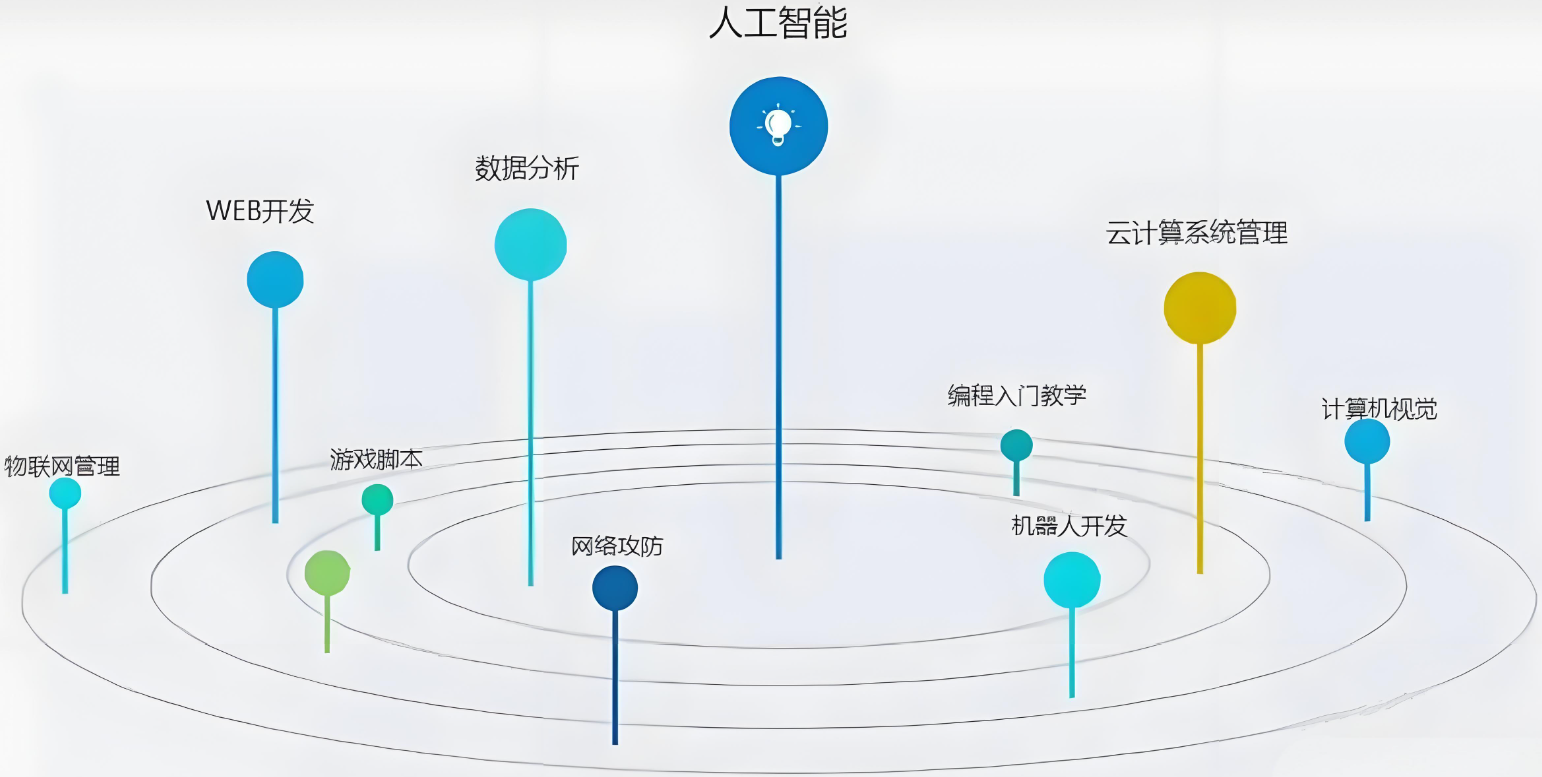 人工智能
数据分析
WEB开发
云计算系统管理
编程入门教学
计算机视觉
游戏脚本
物联网管理
机器人开发
网络攻防